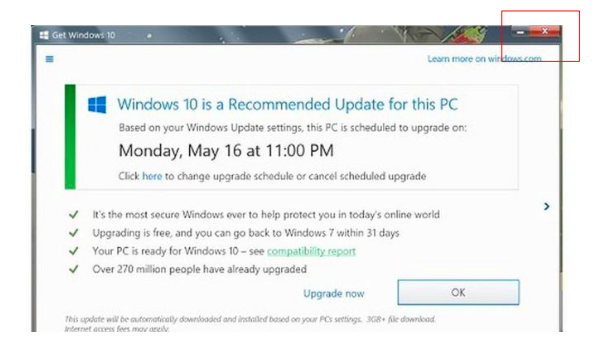 Get Windows 10
Learn more on windows.com
Windows 10 is a Recommended Update for this PC
Based on your Windows Update settings, this PC is scheduled to upgrade on:
Monday, May 16 at 11:00 PM
Click here to change upgrade schedule or cancel scheduled upgrade
It's the most secure Windows ever to help protect you in today's online world
Upgrading is free, and you can go back to Windows 7 within 31 days
Your PC is ready for Windows 10 – see compatibility report
Over 270 million people have already upgraded
Upgrade now
OK
This update will be automatically downloaded and installed based on your PCs settings. 3GB+ file download.
Internet access fees may apply.